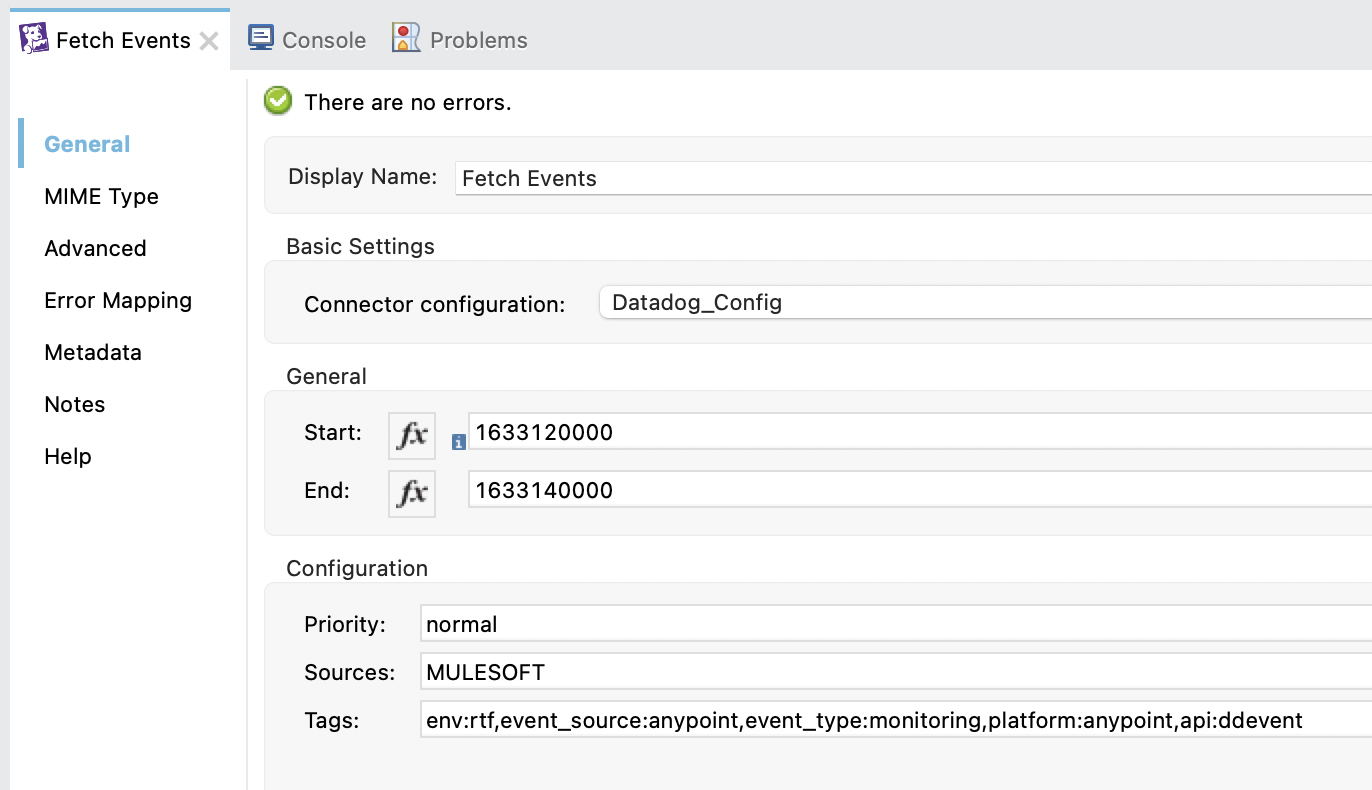 Fetch Events
Console
Problems
There are no errors.
General
MIME Type
Advanced
Error Mapping
Metadata
Notes
Help
Display Name: Fetch Events
Basic Settings
Connector configuration: Datadog_Config
General
Start: fx 1633120000
End: fx 1633140000
Configuration
Priority: normal
Sources: MULESOFT
Tags: env:rtf,event_source:anypoint,event_type:monitoring,platform:anypoint,api:ddevent